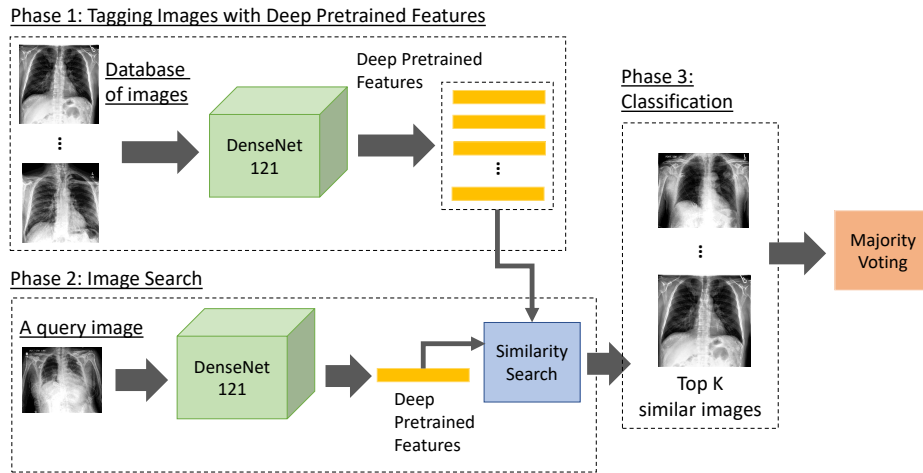 Phase 1: Tagging Images with Deep Pretrained Features
Database
of images
DenseNet
121
Deep Pretrained
Features
Phase 2: Image Search
A query image
DenseNet
121
Deep
Pretrained
Features
Similarity
Search
Phase 3:
Classification
Top K
similar images
Majority
Voting